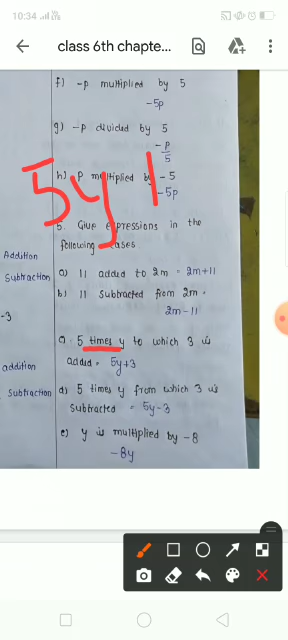 10:34
class 6th chapte...
f) -p multiplied by 5
-5p
g) -p divided by 5
-p/5
h) p multiplied by -5
-5p
5y
5. Give expressions in the
following cases
Addition
a) 11 added to 2m = 2m+11
Subtraction
b) 11 subtracted from 2m =
2m-11
-3
c) 5 times y to which 3 is
addition
added = 5y+3
Subtraction
d) 5 times y from which 3 is
subtracted = 5y-3
e) y is multiplied by -8
-8y